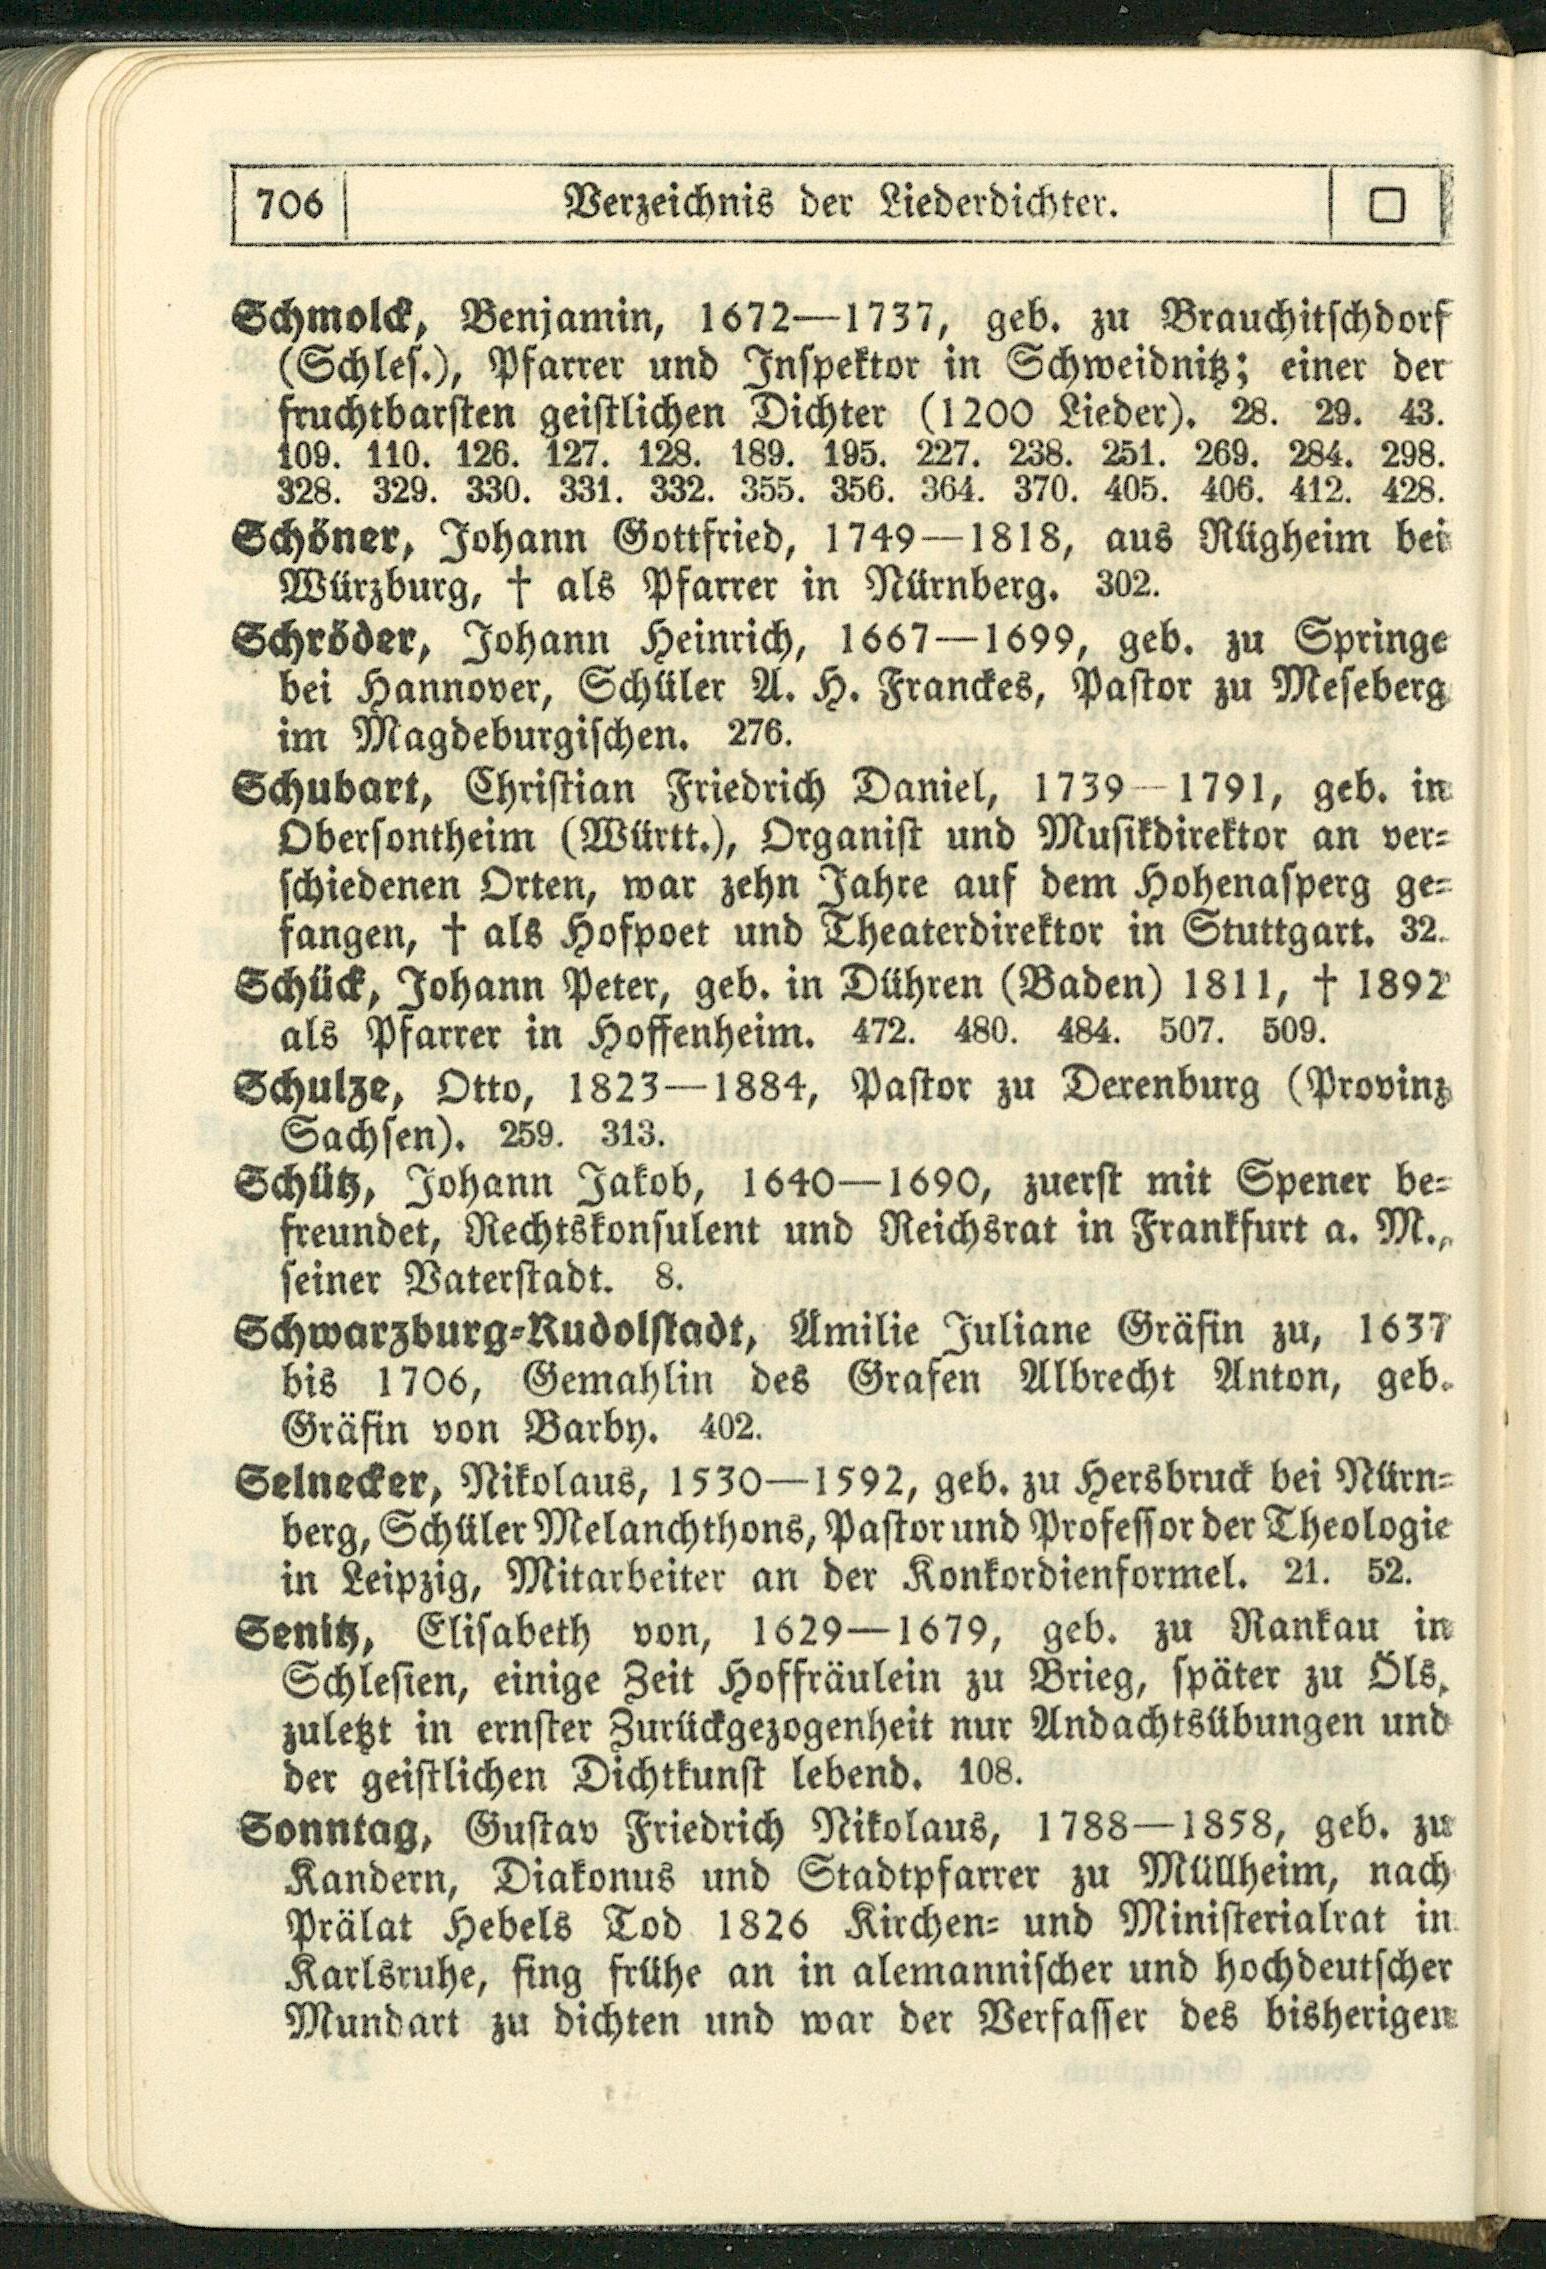 706 Verzeichnis der Liederdichter.
Schmolck, Benjamin, 1672—1737, geb. zu Brauchitschdorf
(Schles.), Pfarrer und Inspektor in Schweidnitz; einer der
fruchtbarsten geistlichen Dichter (1200 Lieder). 28. 29. 43.
109. 110. 126. 127. 128. 189. 195. 227. 238. 251. 269. 284. 298.
328. 329. 330. 331. 332. 355. 356. 364. 370. 405. 406. 412. 428.
Schöner, Johann Gottfried, 1749—1818, aus Rügheim bei
Würzburg, † als Pfarrer in Nürnberg. 302.
Schröder, Johann Heinrich, 1667—1699, geb. zu Springe
bei Hannover, Schüler A. H. Franckes, Pastor zu Meseberg
im Magdeburgischen. 276.
Schubart, Christian Friedrich Daniel, 1739—1791, geb. in
Obersontheim (Württ.), Organist und Musikdirektor an ver-
schiedenen Orten, war zehn Jahre auf dem Hohenasperg ge-
fangen, † als Hofpoet und Theaterdirektor in Stuttgart. 32.
Schück, Johann Peter, geb. in Dühren (Baden) 1811, † 1892
als Pfarrer in Hoffenheim. 472. 480. 484. 507. 509.
Schulze, Otto, 1823—1884, Pastor zu Derenburg (Provinz
Sachsen). 259. 313.
Schütz, Johann Jakob, 1640—1690, zuerst mit Spener be-
freundet, Rechtskonsulent und Reichsrat in Frankfurt a. M.,
seiner Vaterstadt. 8.
Schwarzburg-Rudolstadt, Ämilie Juliane Gräfin zu, 1637
bis 1706, Gemahlin des Grafen Albrecht Anton, geb.
Gräfin von Barby. 402.
Selnecker, Nikolaus, 1530—1592, geb. zu Hersbruck bei Nürn-
berg, Schüler Melanchthons, Pastor und Professor der Theologie
in Leipzig, Mitarbeiter an der Konkordienformel. 21. 52.
Senitz, Elisabeth von, 1629—1679, geb. zu Rankau in
Schlesien, einige Zeit Hoffräulein zu Brieg, später zu Öls,
zuletzt in ernster Zurückgezogenheit nur Andachtsübungen und
der geistlichen Dichtkunst lebend. 108.
Sonntag, Gustav Friedrich Nikolaus, 1788—1858, geb. zu
Kandern, Diakonus und Stadtpfarrer zu Müllheim, nach
Prälat Hebels Tod 1826 Kirchen- und Ministerialrat in
Karlsruhe, fing frühe an in alemannischer und hochdeutscher
Mundart zu dichten und war der Verfasser des bisherigen